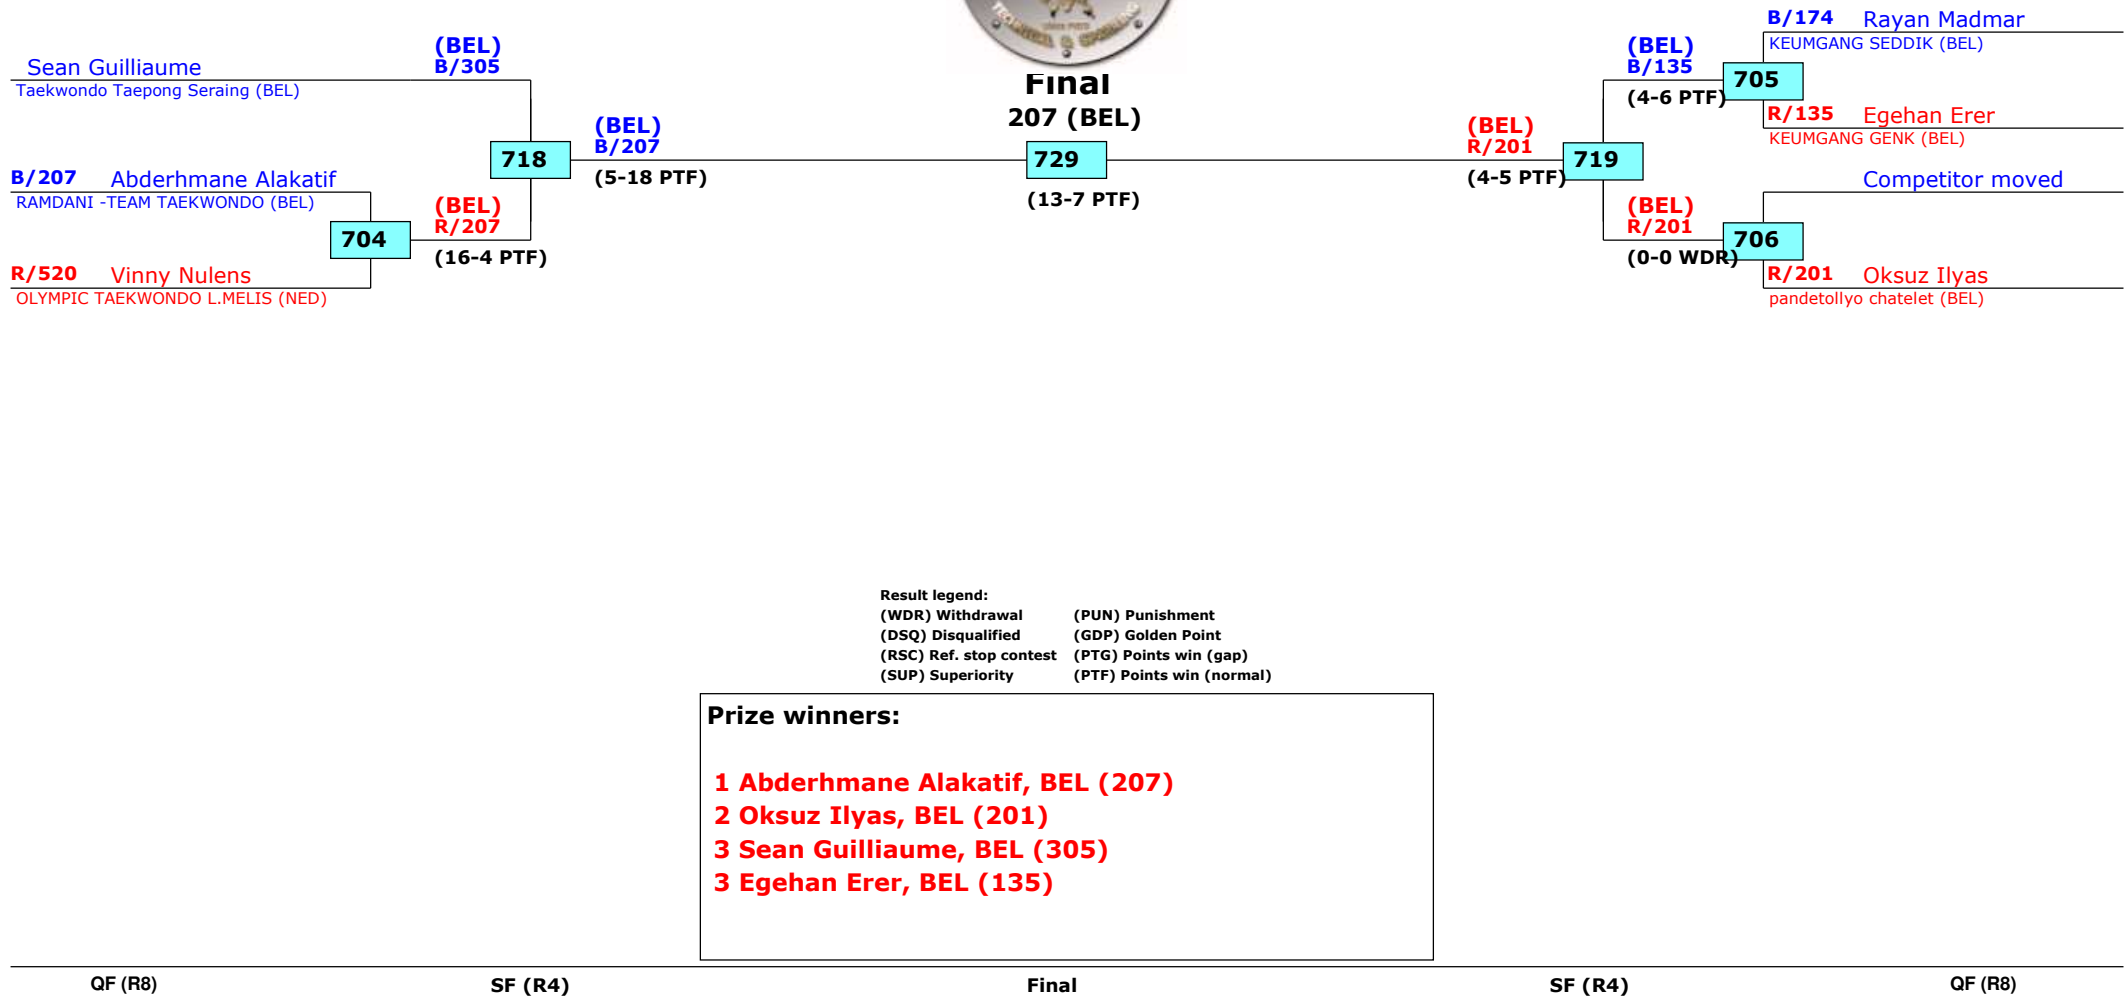 B/174 Rayan Madmar
KEUMGANG SEDDIK (BEL)
(BEL)
B/305
Sean Guilliaume
Taekwondo Taepong Seraing (BEL)
TECHNIEK & SPARRING
Final
207 (BEL)
(BEL)
B/135
(4-6 PTF)
705
R/135 Egehan Erer
KEUMGANG GENK (BEL)
(BEL)
B/207
(5-18 PTF)
718
729
(13-7 PTF)
(BEL)
R/201
(4-5 PTF)
719
B/207 Abderhmane Alakatif
RAMDANI -TEAM TAEKWONDO (BEL)
Competitor moved
(BEL)
R/207
(16-4 PTF)
704
(BEL)
R/201
(0-0 WDR)
706
R/520 Vinny Nulens
OLYMPIC TAEKWONDO L.MELIS (NED)
R/201 Oksuz Ilyas
pandetollyo chatelet (BEL)
Result legend:
(WDR) Withdrawal (PUN) Punishment
(DSQ) Disqualified (GDP) Golden Point
(RSC) Ref. stop contest (PTG) Points win (gap)
(SUP) Superiority (PTF) Points win (normal)
Prize winners:
1 Abderhmane Alakatif, BEL (207)
2 Oksuz Ilyas, BEL (201)
3 Sean Guilliaume, BEL (305)
3 Egehan Erer, BEL (135)
QF (R8) SF (R4) Final SF (R4) QF (R8)